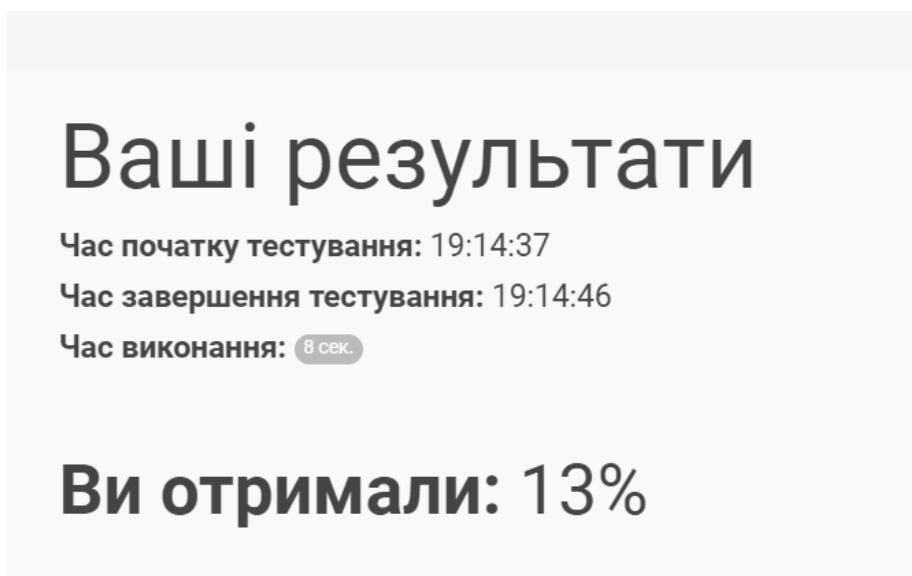 Ваші результати
Час початку тестування: 19:14:37
Час завершення тестування: 19:14:46
Час виконання: 8 сек.
Ви отримали: 13%